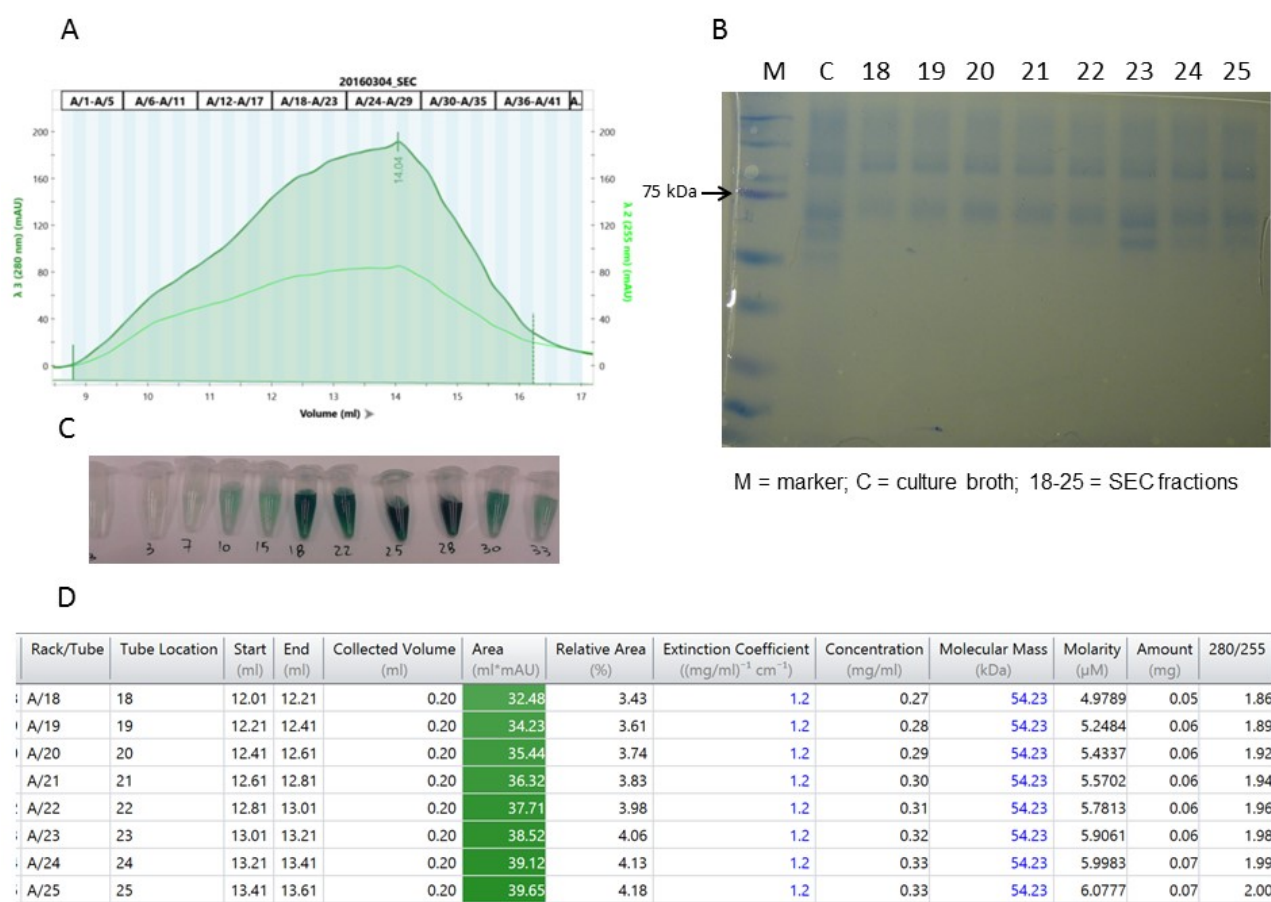 A
20160304_SEC
A/1-A/5 A/6-A/11 A/12-A/17 A/18-A/23 A/24-A/29 A/30-A/35 A/36-A/41 A.
200 200
160 160
120 120
80 80
40 40
0 0
14.04
λ 3 (280 nm) (mAU)
λ 2 (255 nm) (mAU)
9 10 11 12 13 14 15 16 17
Volume (ml)
B
M C 18 19 20 21 22 23 24 25
75 kDa
M = marker; C = culture broth; 18-25 = SEC fractions
C
3 7 10 15 18 22 25 28 30 33
D
Rack/Tube Tube Location Start End Collected Volume Area Relative Area Extinction Coefficient Concentration Molecular Mass Molarity Amount 280/255
(ml) (ml) (ml) (ml*mAU) (%) ((mg/ml)⁻¹ cm⁻¹) (mg/ml) (kDa) (μM) (mg)
A/18 18 12.01 12.21 0.20 32.48 3.43 1.2 0.27 54.23 4.9789 0.05 1.86
A/19 19 12.21 12.41 0.20 34.23 3.61 1.2 0.28 54.23 5.2484 0.06 1.89
A/20 20 12.41 12.61 0.20 35.44 3.74 1.2 0.29 54.23 5.4337 0.06 1.92
A/21 21 12.61 12.81 0.20 36.32 3.83 1.2 0.30 54.23 5.5702 0.06 1.94
A/22 22 12.81 13.01 0.20 37.71 3.98 1.2 0.31 54.23 5.7813 0.06 1.96
A/23 23 13.01 13.21 0.20 38.52 4.06 1.2 0.32 54.23 5.9061 0.06 1.98
A/24 24 13.21 13.41 0.20 39.12 4.13 1.2 0.33 54.23 5.9983 0.07 1.99
A/25 25 13.41 13.61 0.20 39.65 4.18 1.2 0.33 54.23 6.0777 0.07 2.00